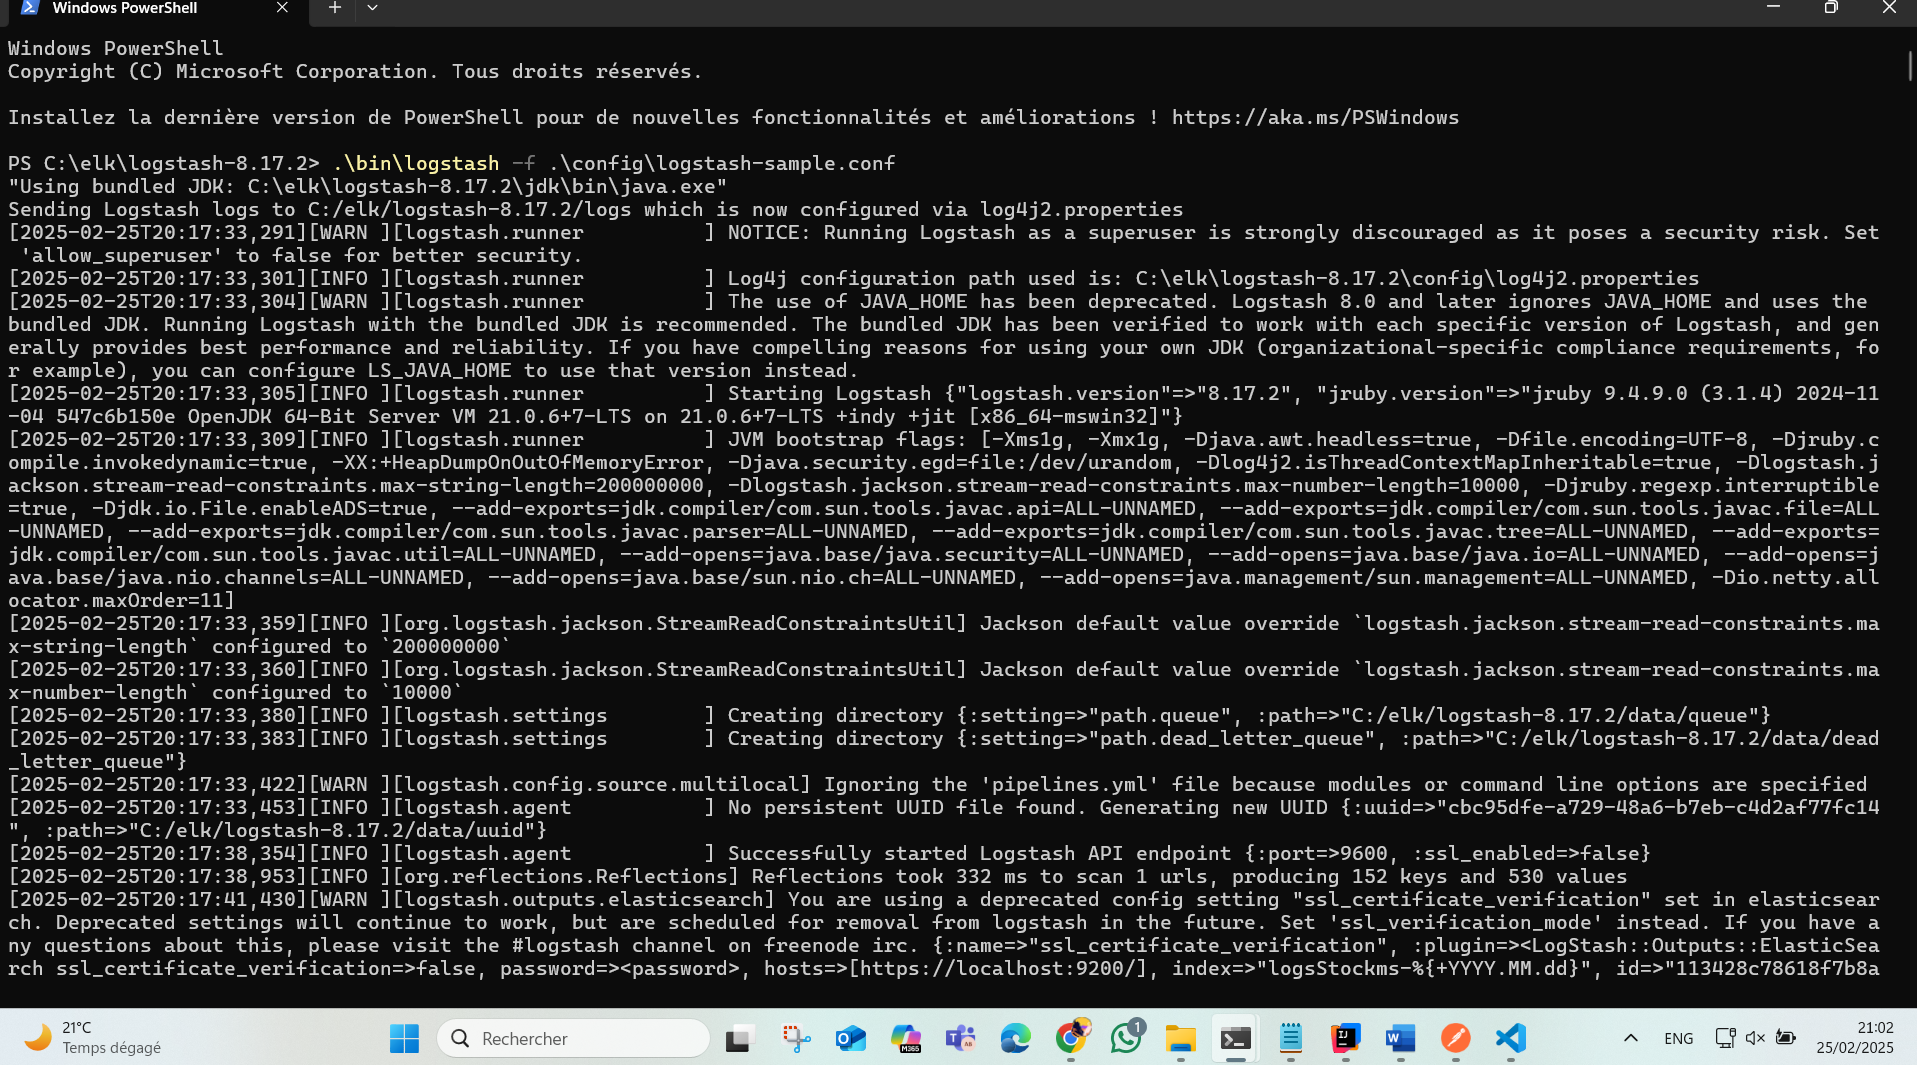 Windows PowerShell
Windows PowerShell
Copyright (C) Microsoft Corporation. Tous droits réservés.
Installez la dernière version de PowerShell pour de nouvelles fonctionnalités et améliorations ! https://aka.ms/PSWindows
PS C:\elk\logstash-8.17.2> .\bin\logstash -f .\config\logstash-sample.conf
"Using bundled JDK: C:\elk\logstash-8.17.2\jdk\bin\java.exe"
Sending Logstash logs to C:/elk/logstash-8.17.2/logs which is now configured via log4j2.properties
[2025-02-25T20:17:33,291][WARN ][logstash.runner          ] NOTICE: Running Logstash as a superuser is strongly discouraged as it poses a security risk. Set
 'allow_superuser' to false for better security.
[2025-02-25T20:17:33,301][INFO ][logstash.runner          ] Log4j configuration path used is: C:\elk\logstash-8.17.2\config\log4j2.properties
[2025-02-25T20:17:33,304][WARN ][logstash.runner          ] The use of JAVA_HOME has been deprecated. Logstash 8.0 and later ignores JAVA_HOME and uses the
bundled JDK. Running Logstash with the bundled JDK is recommended. The bundled JDK has been verified to work with each specific version of Logstash, and gen
erally provides best performance and reliability. If you have compelling reasons for using your own JDK (organizational-specific compliance requirements, fo
r example), you can configure LS_JAVA_HOME to use that version instead.
[2025-02-25T20:17:33,305][INFO ][logstash.runner          ] Starting Logstash {"logstash.version"=>"8.17.2", "jruby.version"=>"jruby 9.4.9.0 (3.1.4) 2024-11
-04 547c6b150e OpenJDK 64-Bit Server VM 21.0.6+7-LTS on 21.0.6+7-LTS +indy +jit [x86_64-mswin32]"}
[2025-02-25T20:17:33,309][INFO ][logstash.runner          ] JVM bootstrap flags: [-Xms1g, -Xmx1g, -Djava.awt.headless=true, -Dfile.encoding=UTF-8, -Djruby.c
ompile.invokedynamic=true, -XX:+HeapDumpOnOutOfMemoryError, -Djava.security.egd=file:/dev/urandom, -Dlog4j2.isThreadContextMapInheritable=true, -Dlogstash.j
ackson.stream-read-constraints.max-string-length=200000000, -Dlogstash.jackson.stream-read-constraints.max-number-length=10000, -Djruby.regexp.interruptible
=true, -Djdk.io.File.enableADS=true, --add-exports=jdk.compiler/com.sun.tools.javac.api=ALL-UNNAMED, --add-exports=jdk.compiler/com.sun.tools.javac.file=ALL
-UNNAMED, --add-exports=jdk.compiler/com.sun.tools.javac.parser=ALL-UNNAMED, --add-exports=jdk.compiler/com.sun.tools.javac.tree=ALL-UNNAMED, --add-exports=
jdk.compiler/com.sun.tools.javac.util=ALL-UNNAMED, --add-opens=java.base/java.security=ALL-UNNAMED, --add-opens=java.base/java.io=ALL-UNNAMED, --add-opens=j
ava.base/java.nio.channels=ALL-UNNAMED, --add-opens=java.base/sun.nio.ch=ALL-UNNAMED, --add-opens=java.management/sun.management=ALL-UNNAMED, -Dio.netty.all
ocator.maxOrder=11]
[2025-02-25T20:17:33,359][INFO ][org.logstash.jackson.StreamReadConstraintsUtil] Jackson default value override `logstash.jackson.stream-read-constraints.ma
x-string-length` configured to `200000000`
[2025-02-25T20:17:33,360][INFO ][org.logstash.jackson.StreamReadConstraintsUtil] Jackson default value override `logstash.jackson.stream-read-constraints.ma
x-number-length` configured to `10000`
[2025-02-25T20:17:33,380][INFO ][logstash.settings        ] Creating directory {:setting=>"path.queue", :path=>"C:/elk/logstash-8.17.2/data/queue"}
[2025-02-25T20:17:33,383][INFO ][logstash.settings        ] Creating directory {:setting=>"path.dead_letter_queue", :path=>"C:/elk/logstash-8.17.2/data/dead
_letter_queue"}
[2025-02-25T20:17:33,422][WARN ][logstash.config.source.multilocal] Ignoring the 'pipelines.yml' file because modules or command line options are specified
[2025-02-25T20:17:33,453][INFO ][logstash.agent           ] No persistent UUID file found. Generating new UUID {:uuid=>"cbc95dfe-a729-48a6-b7eb-c4d2af77fc14
", :path=>"C:/elk/logstash-8.17.2/data/uuid"}
[2025-02-25T20:17:38,354][INFO ][logstash.agent           ] Successfully started Logstash API endpoint {:port=>9600, :ssl_enabled=>false}
[2025-02-25T20:17:38,953][INFO ][org.reflections.Reflections] Reflections took 332 ms to scan 1 urls, producing 152 keys and 530 values
[2025-02-25T20:17:41,430][WARN ][logstash.outputs.elasticsearch] You are using a deprecated config setting "ssl_certificate_verification" set in elasticsear
ch. Deprecated settings will continue to work, but are scheduled for removal from logstash in the future. Set 'ssl_verification_mode' instead. If you have a
ny questions about this, please visit the #logstash channel on freenode irc. {:name=>"ssl_certificate_verification", :plugin=><LogStash::Outputs::ElasticSea
rch ssl_certificate_verification=>false, password=><password>, hosts=>[https://localhost:9200/], index=>"logsStockms-%{+YYYY.MM.dd}", id=>"113428c78618f7b8a
21°C
Temps dégagé
Rechercher
M365
1
ENG
21:02
25/02/2025